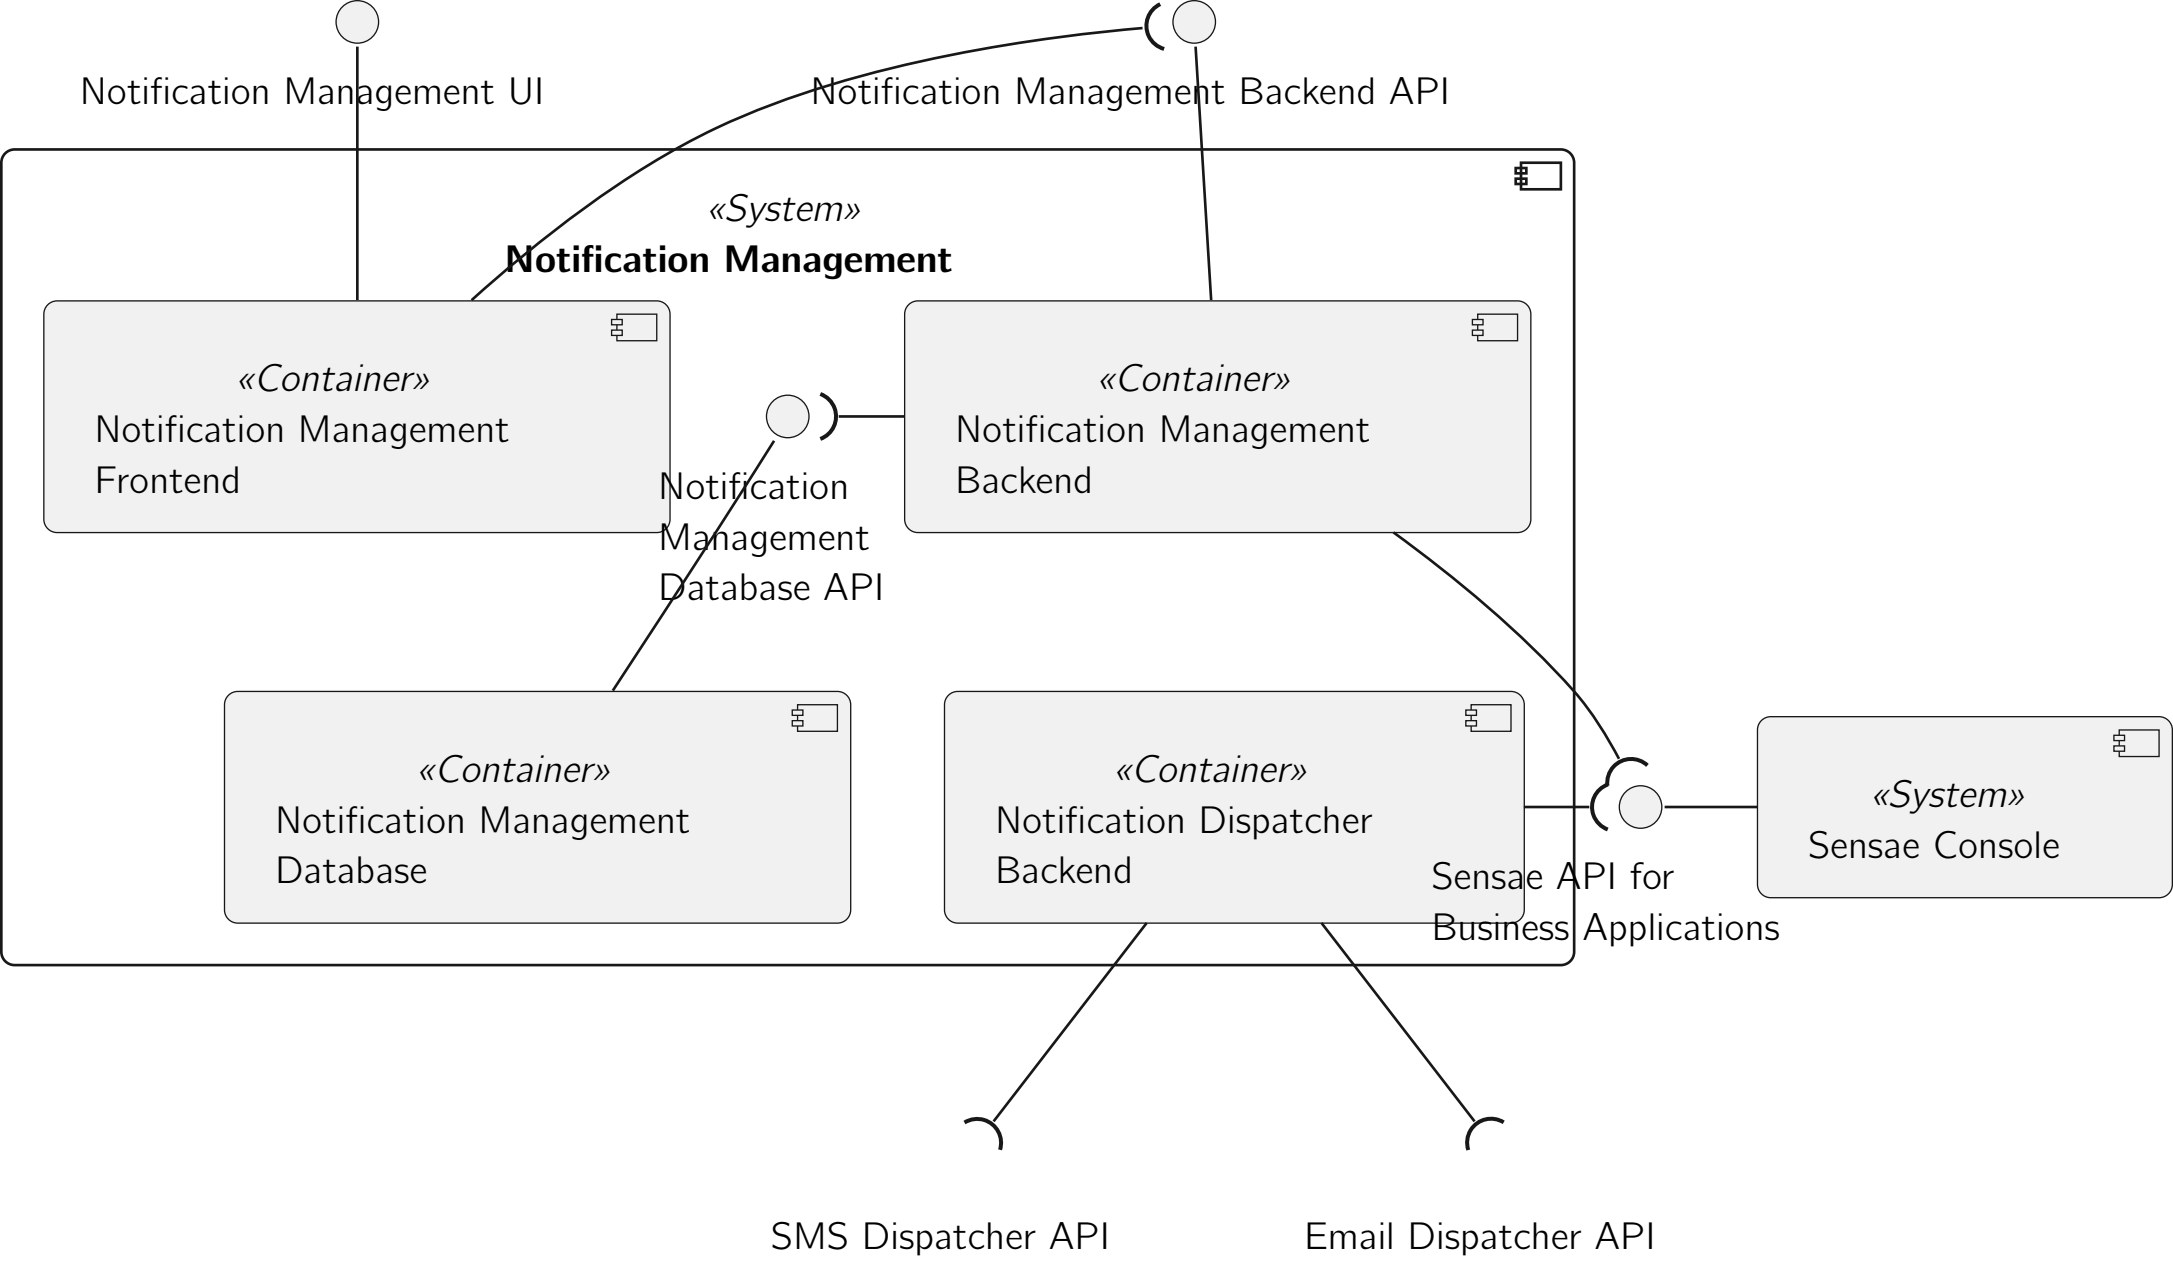 Notification Management UI
Notification Management Backend API
«System»
Notification Management
«Container»
Notification Management
Frontend
«Container»
Notification Management
Backend
Notification
Management
Database API
«Container»
Notification Management
Database
«Container»
Notification Dispatcher
Backend
«System»
Sensae Console
Sensae API for
Business Applications
SMS Dispatcher API
Email Dispatcher API